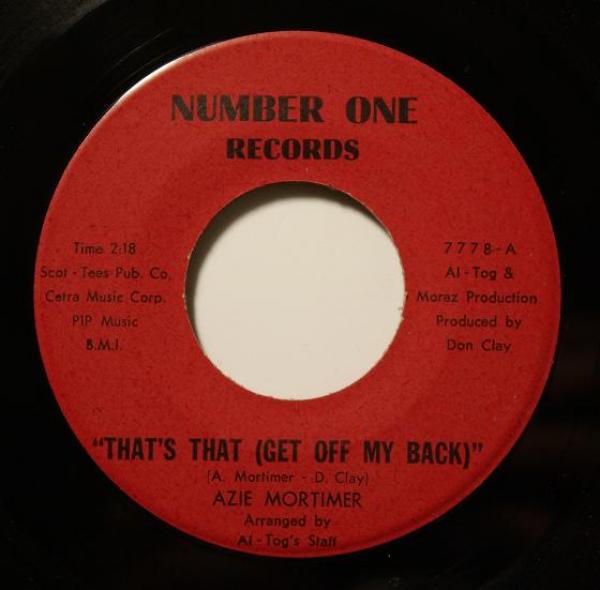 NUMBER ONE
RECORDS
Time 2:18
Scot - Tees Pub. Co.
Cetra Music Corp.
PIP Music
B.M.I.
7778-A
Al - Tog &
Moraz Production
Produced by
Don Clay
"THAT'S THAT (GET OFF MY BACK)"
(A. Mortimer - D. Clay)
AZIE MORTIMER
Arranged by
Al - Tog's Staff